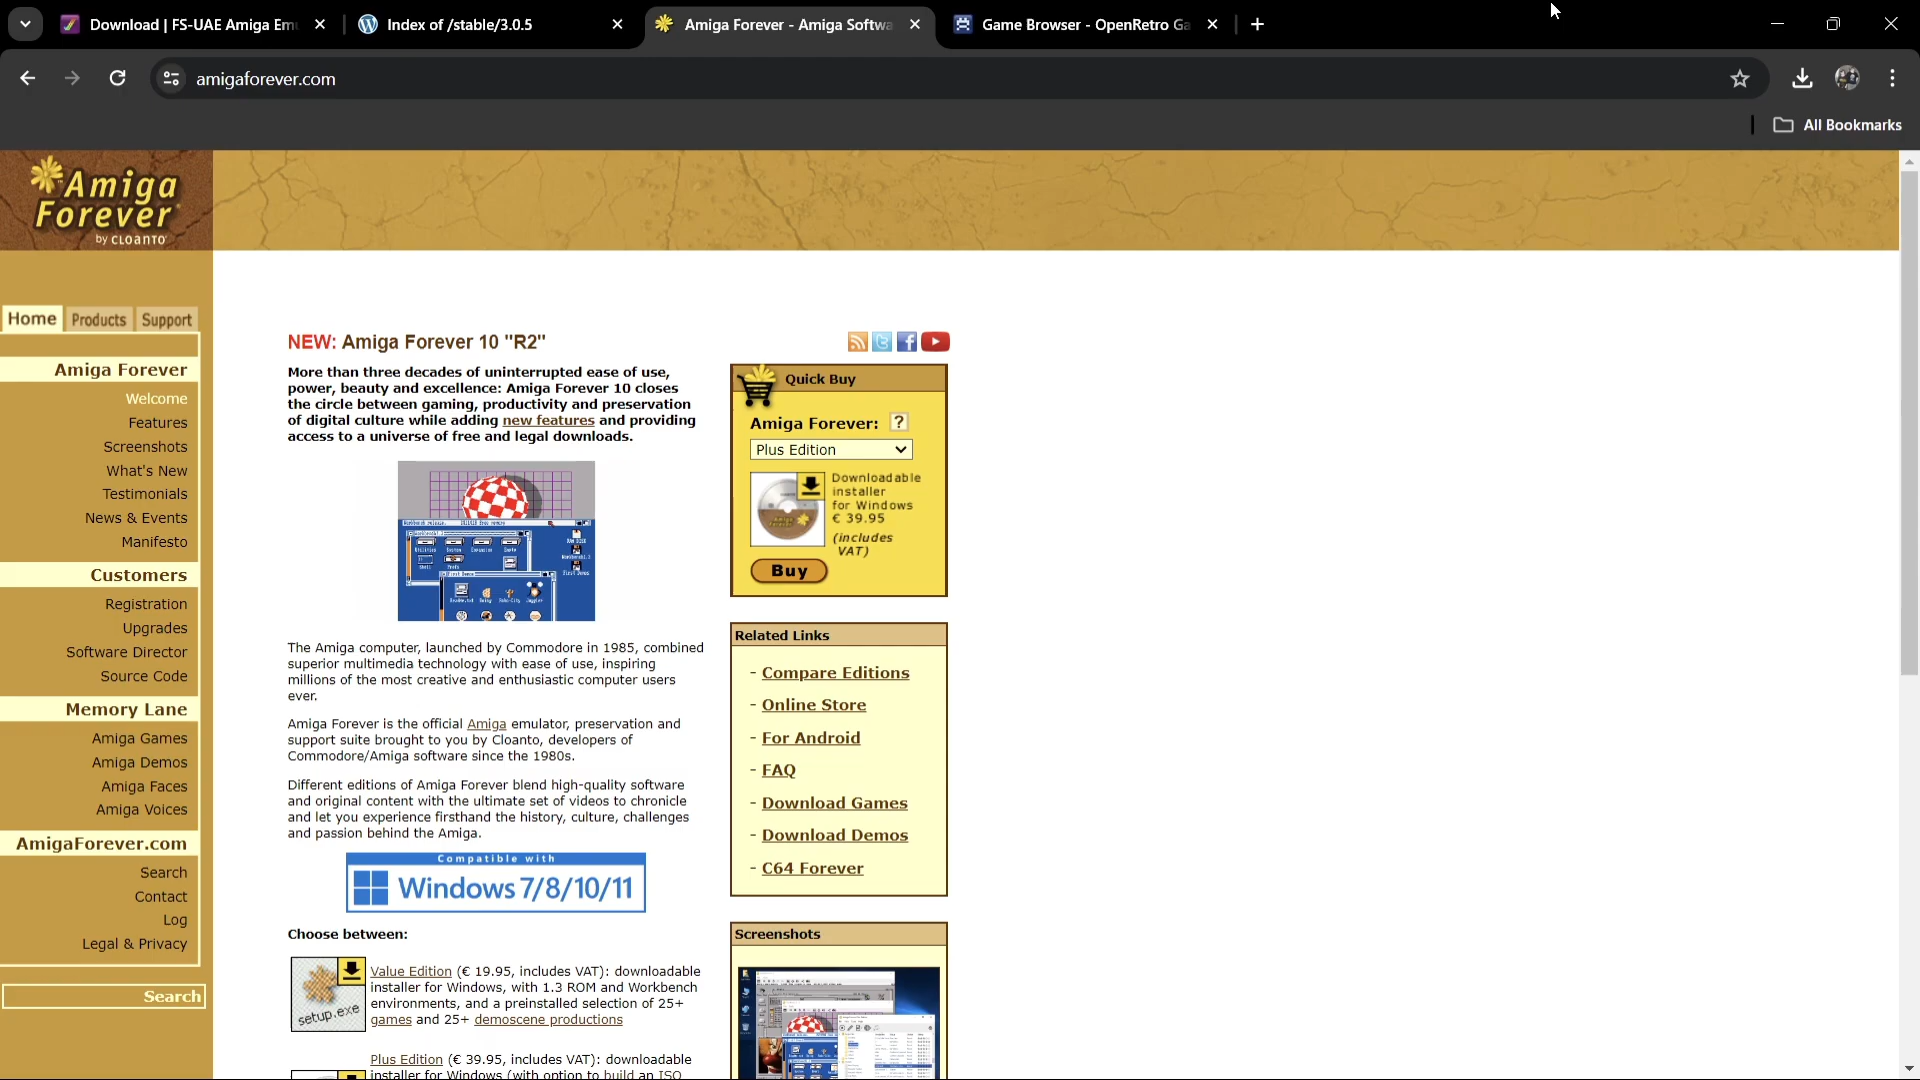 Download | FS-UAE Amiga Em
Index of /stable/3.0.5
Amiga Forever - Amiga Softwa
Game Browser - OpenRetro Ga
amigaforever.com
All Bookmarks
Amiga
Forever
by CLOANTO
Home
Products
Support
Amiga Forever
Welcome
Features
Screenshots
What's New
Testimonials
News & Events
Manifesto
Customers
Registration
Upgrades
Software Director
Source Code
Memory Lane
Amiga Games
Amiga Demos
Amiga Faces
Amiga Voices
AmigaForever.com
Search
Contact
Log
Legal & Privacy
Search
NEW: Amiga Forever 10 "R2"
More than three decades of uninterrupted ease of use,
power, beauty and excellence: Amiga Forever 10 closes
the circle between gaming, productivity and preservation
of digital culture while adding new features and providing
access to a universe of free and legal downloads.
The Amiga computer, launched by Commodore in 1985, combined
superior multimedia technology with ease of use, inspiring
millions of the most creative and enthusiastic computer users
ever.
Amiga Forever is the official Amiga emulator, preservation and
support suite brought to you by Cloanto, developers of
Commodore/Amiga software since the 1980s.
Different editions of Amiga Forever blend high-quality software
and original content with the ultimate set of videos to chronicle
and let you experience firsthand the history, culture, challenges
and passion behind the Amiga.
Compatible with
Windows 7/8/10/11
Choose between:
setup.exe
Value Edition (€ 19.95, includes VAT): downloadable
installer for Windows, with 1.3 ROM and Workbench
environments, and a preinstalled selection of 25+
games and 25+ demoscene productions
Plus Edition (€ 39.95, includes VAT): downloadable
installer for Windows (with option to build an ISO
Quick Buy
Amiga Forever: ?
Plus Edition
Downloadable
installer
for Windows
€ 39.95
(includes
VAT)
Buy
Related Links
- Compare Editions
- Online Store
- For Android
- FAQ
- Download Games
- Download Demos
- C64 Forever
Screenshots